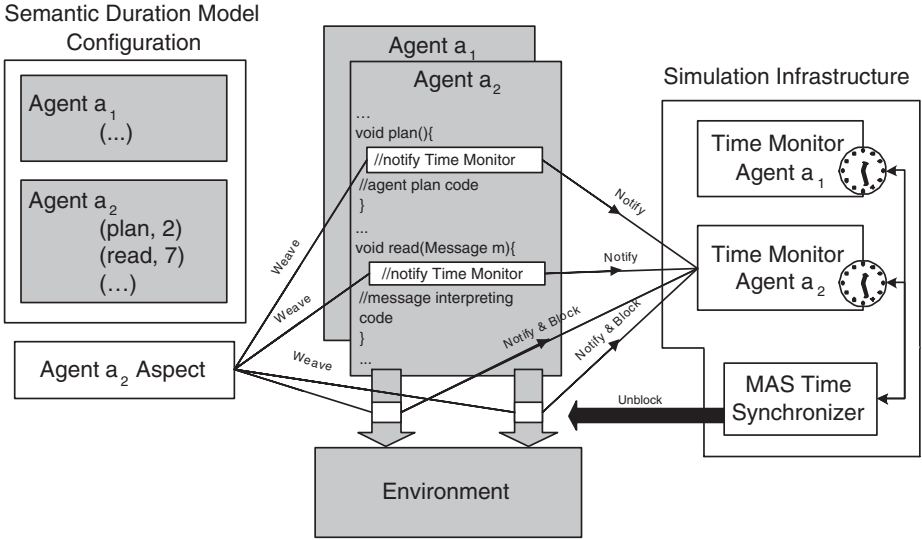 Semantic Duration Model
Configuration
Agent a1
(...)
Agent a2
(plan, 2)
(read, 7)
(...)
Agent a2 Aspect
Agent a1
Agent a2
...
void plan(){
//notify Time Monitor
//agent plan code
}
...
void read(Message m){
//notify Time Monitor
//message interpreting
code
}
...
Weave
Weave
Weave
Notify
Notify
Notify & Block
Notify & Block
Unblock
Environment
Simulation Infrastructure
Time Monitor
Agent a1
Time Monitor
Agent a2
MAS Time
Synchronizer